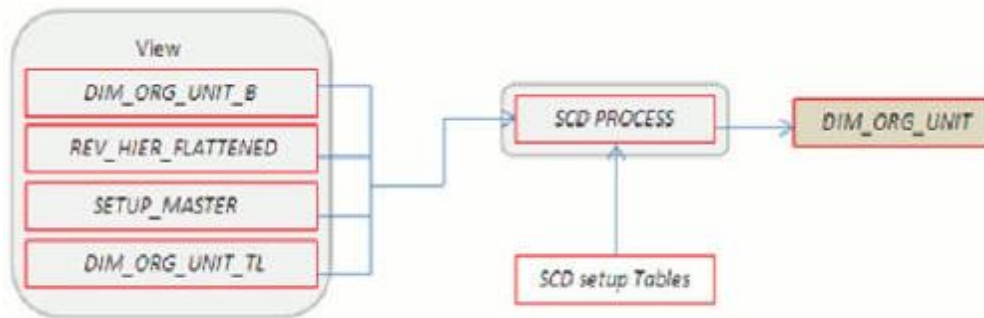 View
DIM_ORG_UNIT_B
REV_HIER_FLATTENED
SETUP_MASTER
DIM_ORG_UNIT_TL
SCD PROCESS
SCD setup Tables
DIM_ORG_UNIT